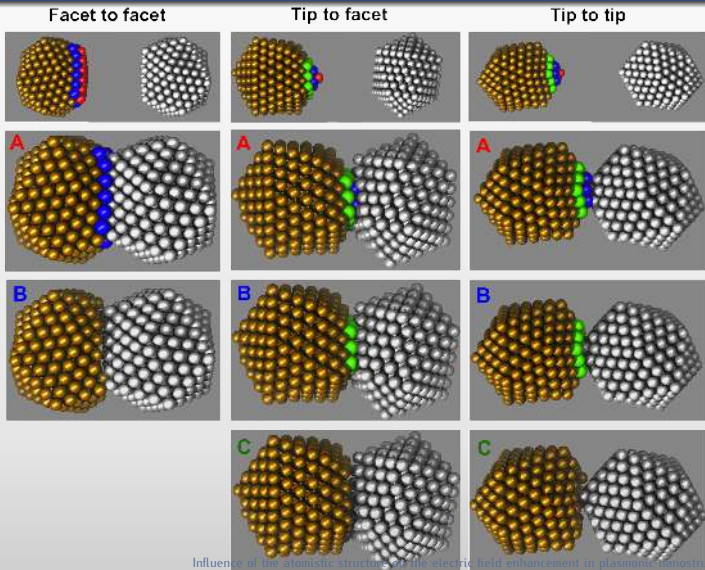 Facet to facet
Tip to facet
Tip to tip
A
A
A
B
B
B
C
C
Influence of the atomistic structure on the electric field enhancement in plasmonic